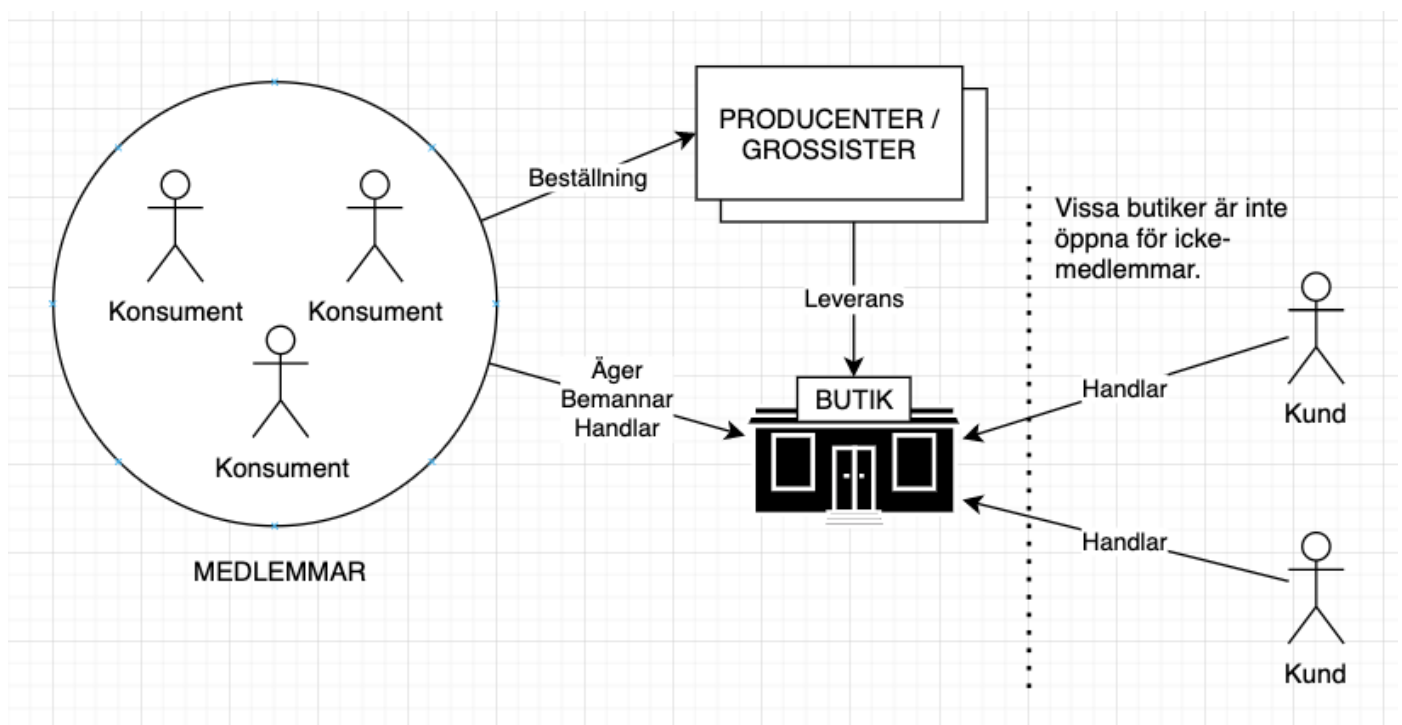 PRODUCENTER /
GROSSISTER
Beställning
Vissa butiker är inte
öppna för icke-
medlemmar.
Konsument
Konsument
Leverans
Äger
Bemannar
Handlar
BUTIK
Handlar
Kund
Konsument
Handlar
MEDLEMMAR
Kund